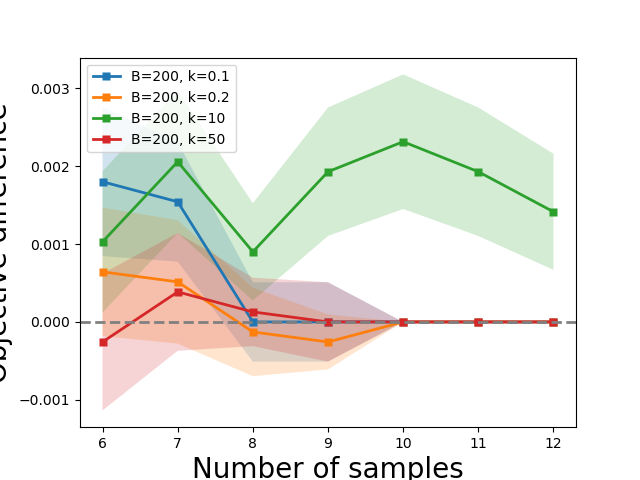 B=200, k=0.1
B=200, k=0.2
B=200, k=10
B=200, k=50
0.003
0.002
0.001
0.000
−0.001
Objective difference
6 7 8 9 10 11 12
Number of samples